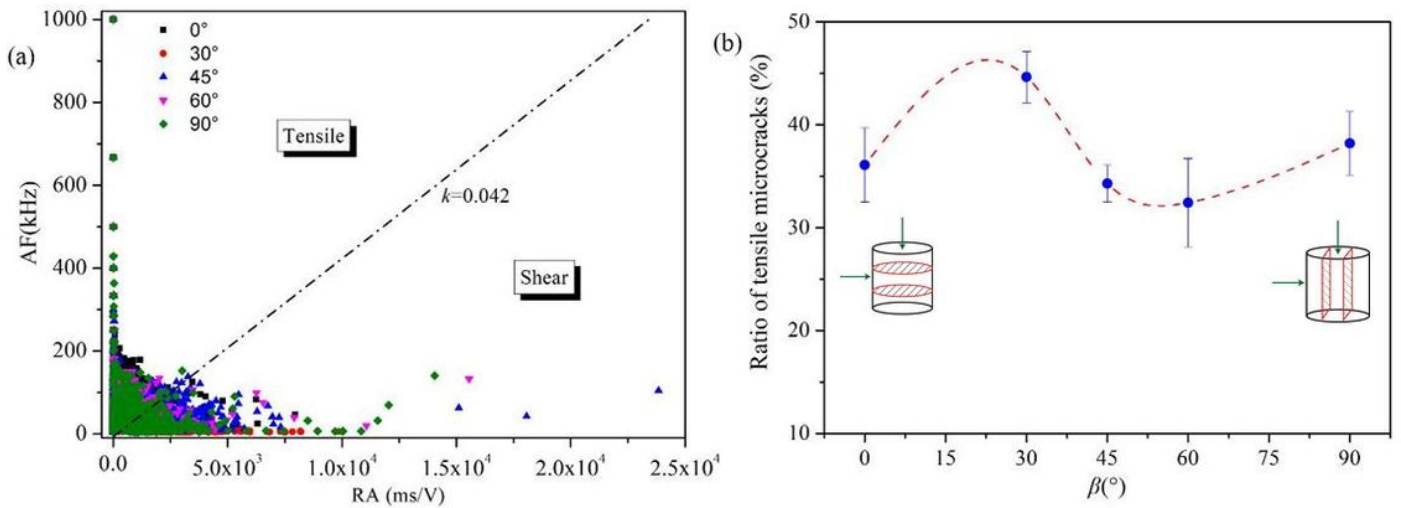 (a)
AF(kHz)
1000
800
600
400
200
0
0°
30°
45°
60°
90°
Tensile
k=0.042
Shear
0.0
5.0x10³
1.0x10⁴
1.5x10⁴
2.0x10⁴
2.5x10⁴
RA (ms/V)
(b)
Ratio of tensile microcracks (%)
50
40
30
20
10
0
15
30
45
60
75
90
β(°)